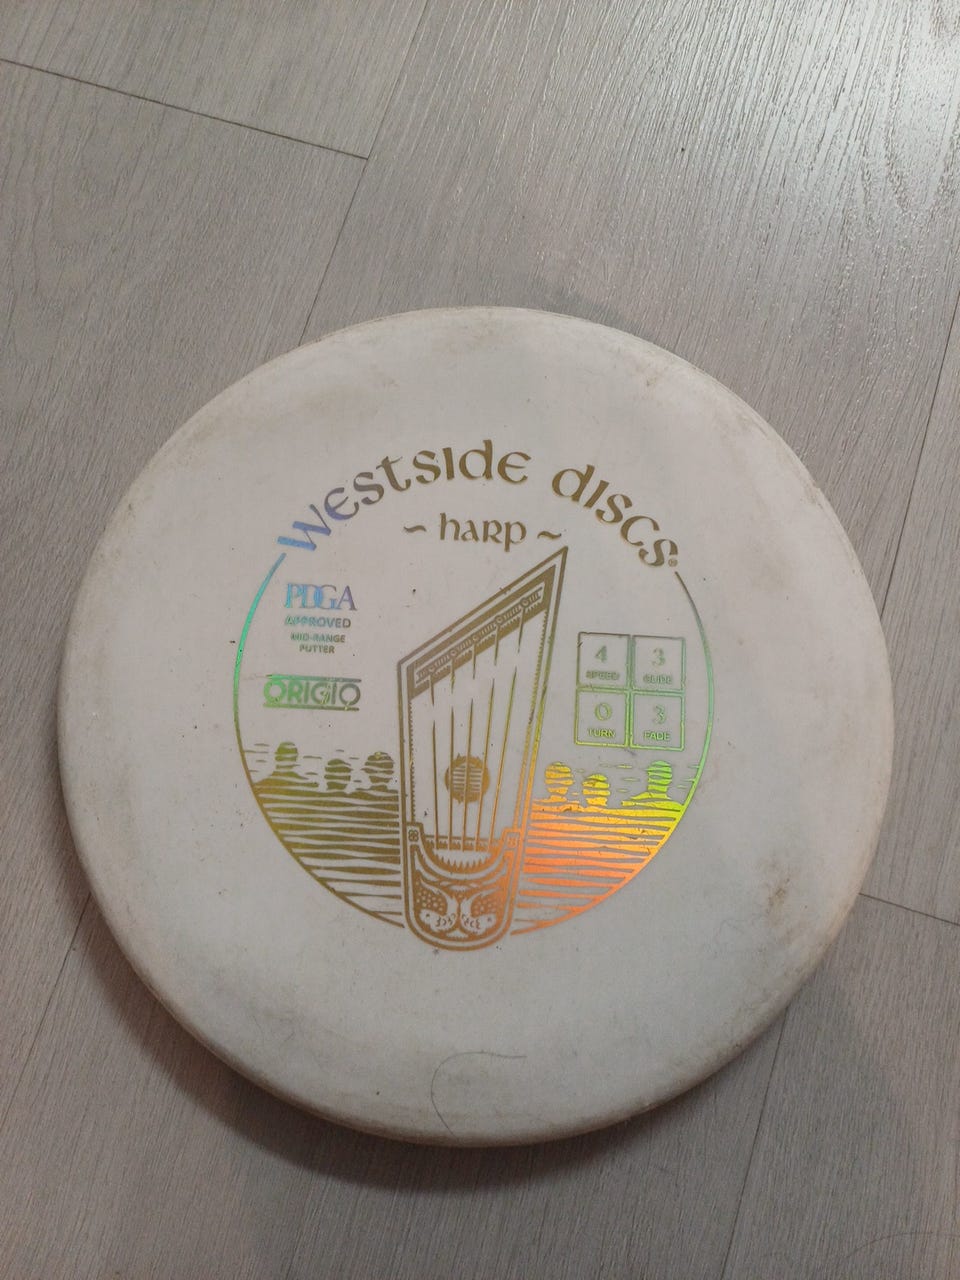 westside discs®
~ harp ~
PDGA
APPROVED
MID-RANGE
PUTTER
ORIGIO
4 3
SPEED GLIDE
0 3
TURN FADE